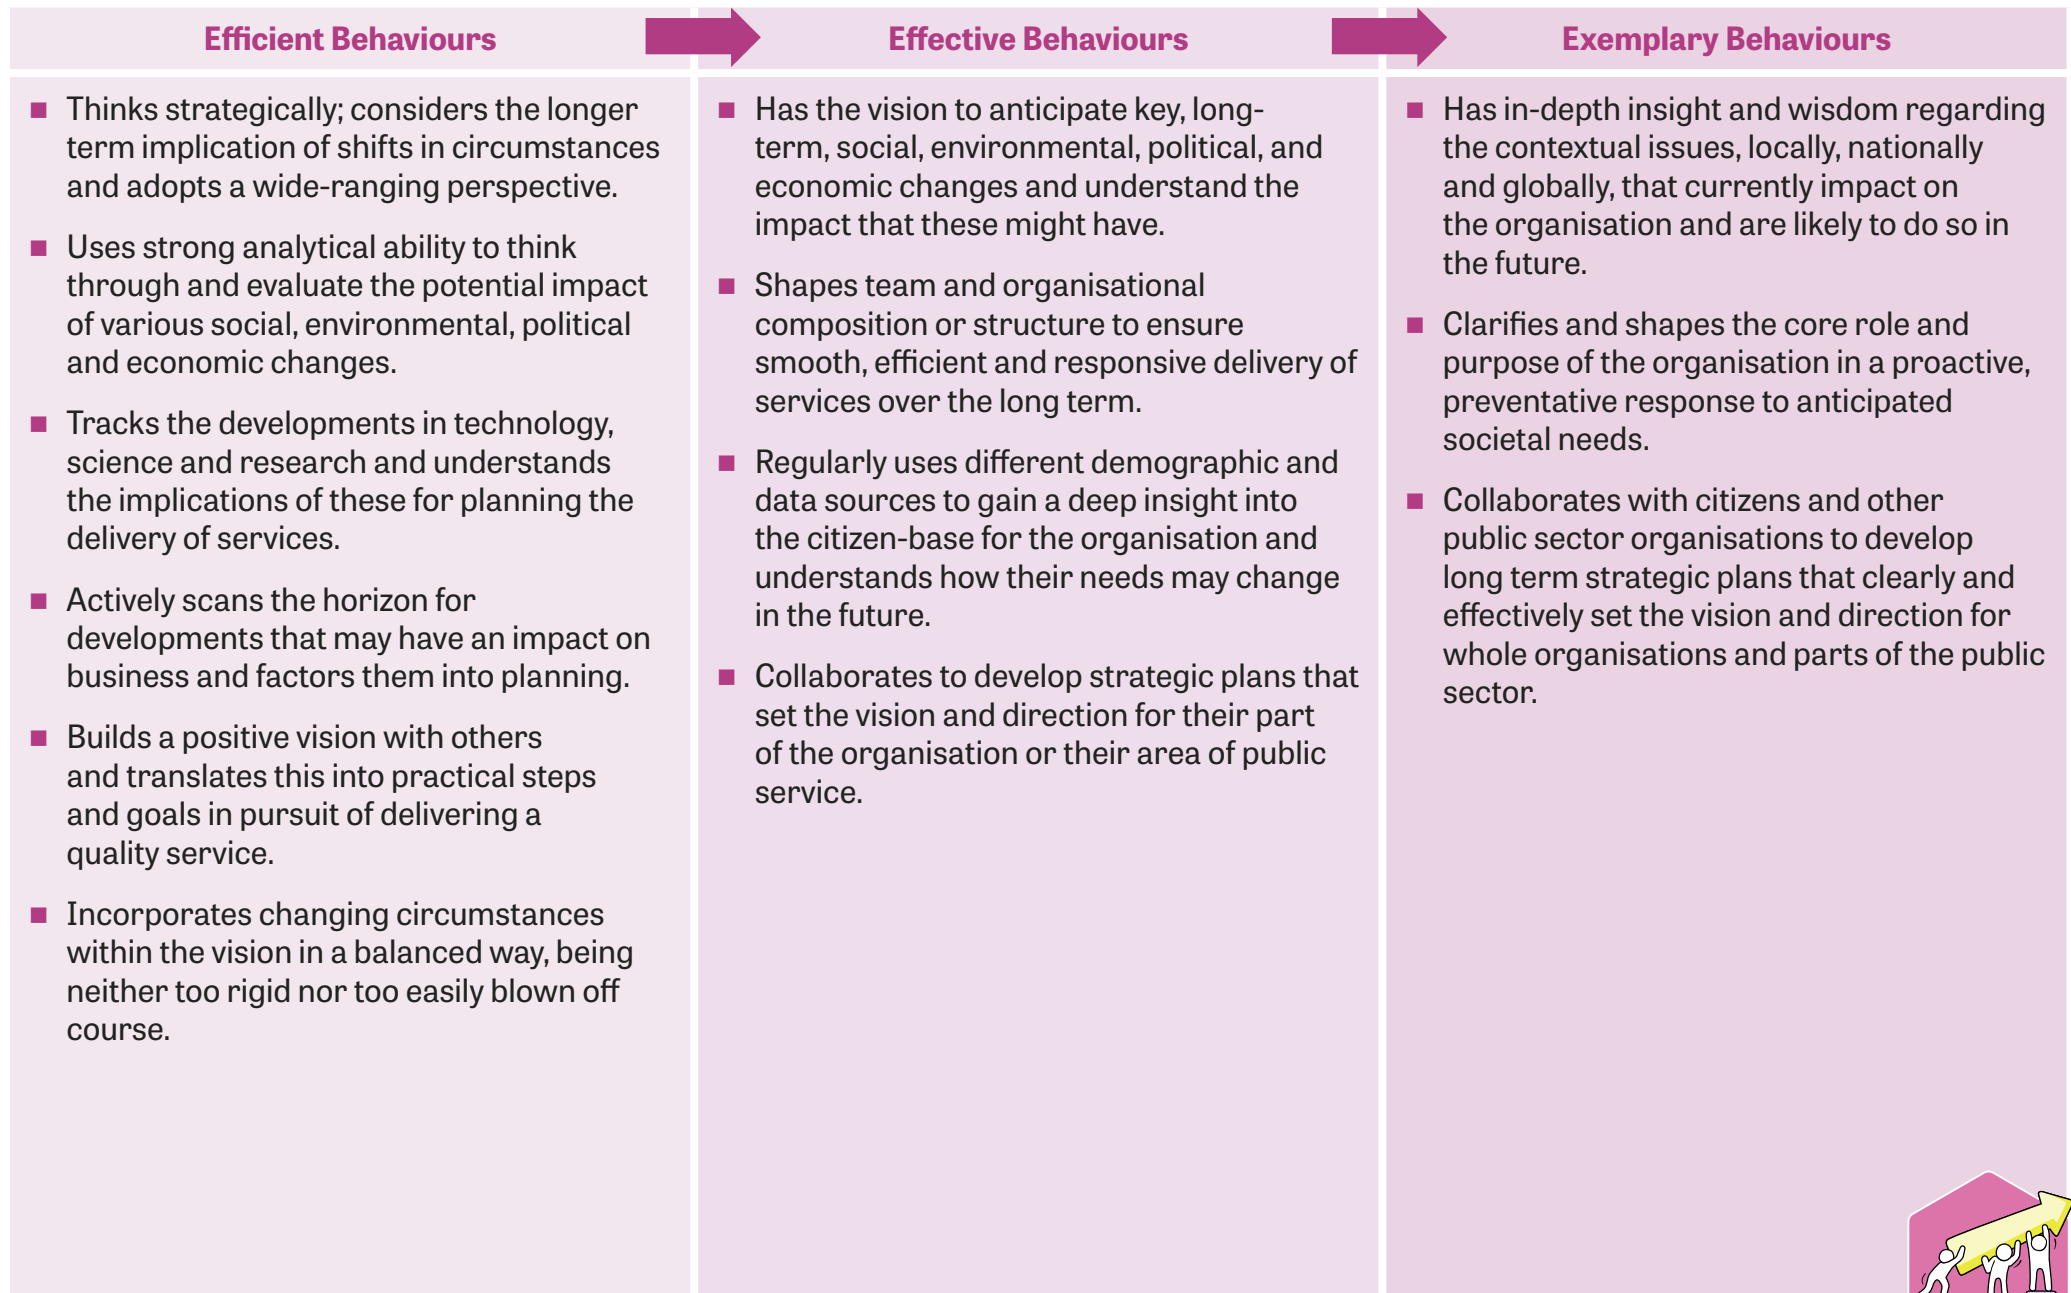 Efficient Behaviours
Effective Behaviours
Exemplary Behaviours
■ Thinks strategically; considers the longer
term implication of shifts in circumstances
and adopts a wide-ranging perspective.
■ Uses strong analytical ability to think
through and evaluate the potential impact
of various social, environmental, political
and economic changes.
■ Tracks the developments in technology,
science and research and understands
the implications of these for planning the
delivery of services.
■ Actively scans the horizon for
developments that may have an impact on
business and factors them into planning.
■ Builds a positive vision with others
and translates this into practical steps
and goals in pursuit of delivering a
quality service.
■ Incorporates changing circumstances
within the vision in a balanced way, being
neither too rigid nor too easily blown off
course.
■ Has the vision to anticipate key, long-
term, social, environmental, political, and
economic changes and understand the
impact that these might have.
■ Shapes team and organisational
composition or structure to ensure
smooth, efficient and responsive delivery of
services over the long term.
■ Regularly uses different demographic and
data sources to gain a deep insight into
the citizen-base for the organisation and
understands how their needs may change
in the future.
■ Collaborates to develop strategic plans that
set the vision and direction for their part
of the organisation or their area of public
service.
■ Has in-depth insight and wisdom regarding
the contextual issues, locally, nationally
and globally, that currently impact on
the organisation and are likely to do so in
the future.
■ Clarifies and shapes the core role and
purpose of the organisation in a proactive,
preventative response to anticipated
societal needs.
■ Collaborates with citizens and other
public sector organisations to develop
long term strategic plans that clearly and
effectively set the vision and direction for
whole organisations and parts of the public
sector.